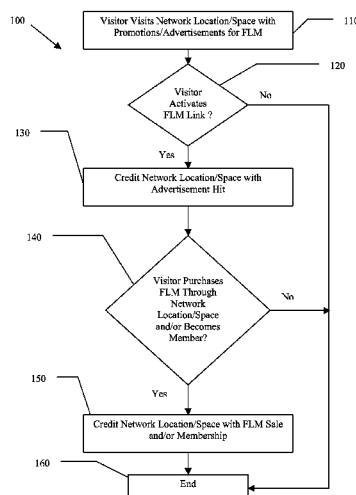 100
Visitor Visits Network Location/Space with
Promotions/Advertisements for FLM
110
120
Visitor
Activates
FLM Link ?
No
Yes
130
Credit Network Location/Space with
Advertisement Hit
140
Visitor Purchases
FLM Through
Network
Location/Space
and/or Becomes
Member?
No
Yes
150
Credit Network Location/Space with FLM Sale
and/or Membership
160
End